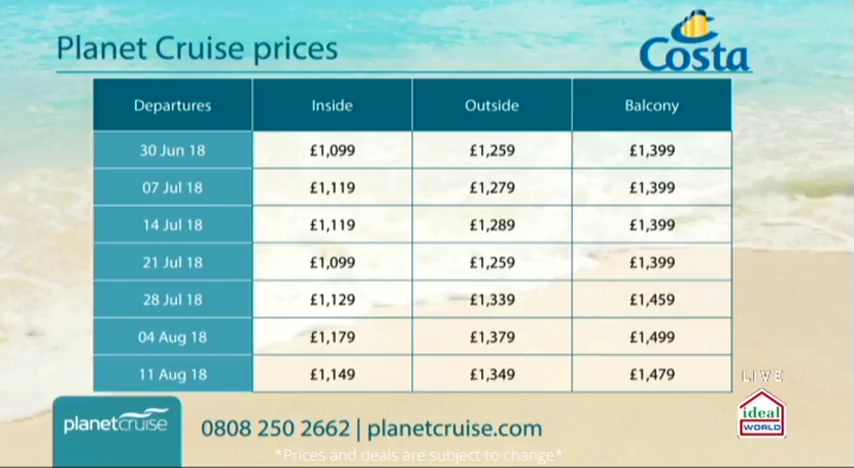 Planet Cruise prices
Costa
Departures Inside Outside Balcony
30 Jun 18 £1,099 £1,259 £1,399
07 Jul 18 £1,119 £1,279 £1,399
14 Jul 18 £1,119 £1,289 £1,399
21 Jul 18 £1,099 £1,259 £1,399
28 Jul 18 £1,129 £1,339 £1,459
04 Aug 18 £1,179 £1,379 £1,499
11 Aug 18 £1,149 £1,349 £1,479
LIVE
ideal
WORLD
planetcruise
0808 250 2662 | planetcruise.com
*Prices and deals are subject to change*